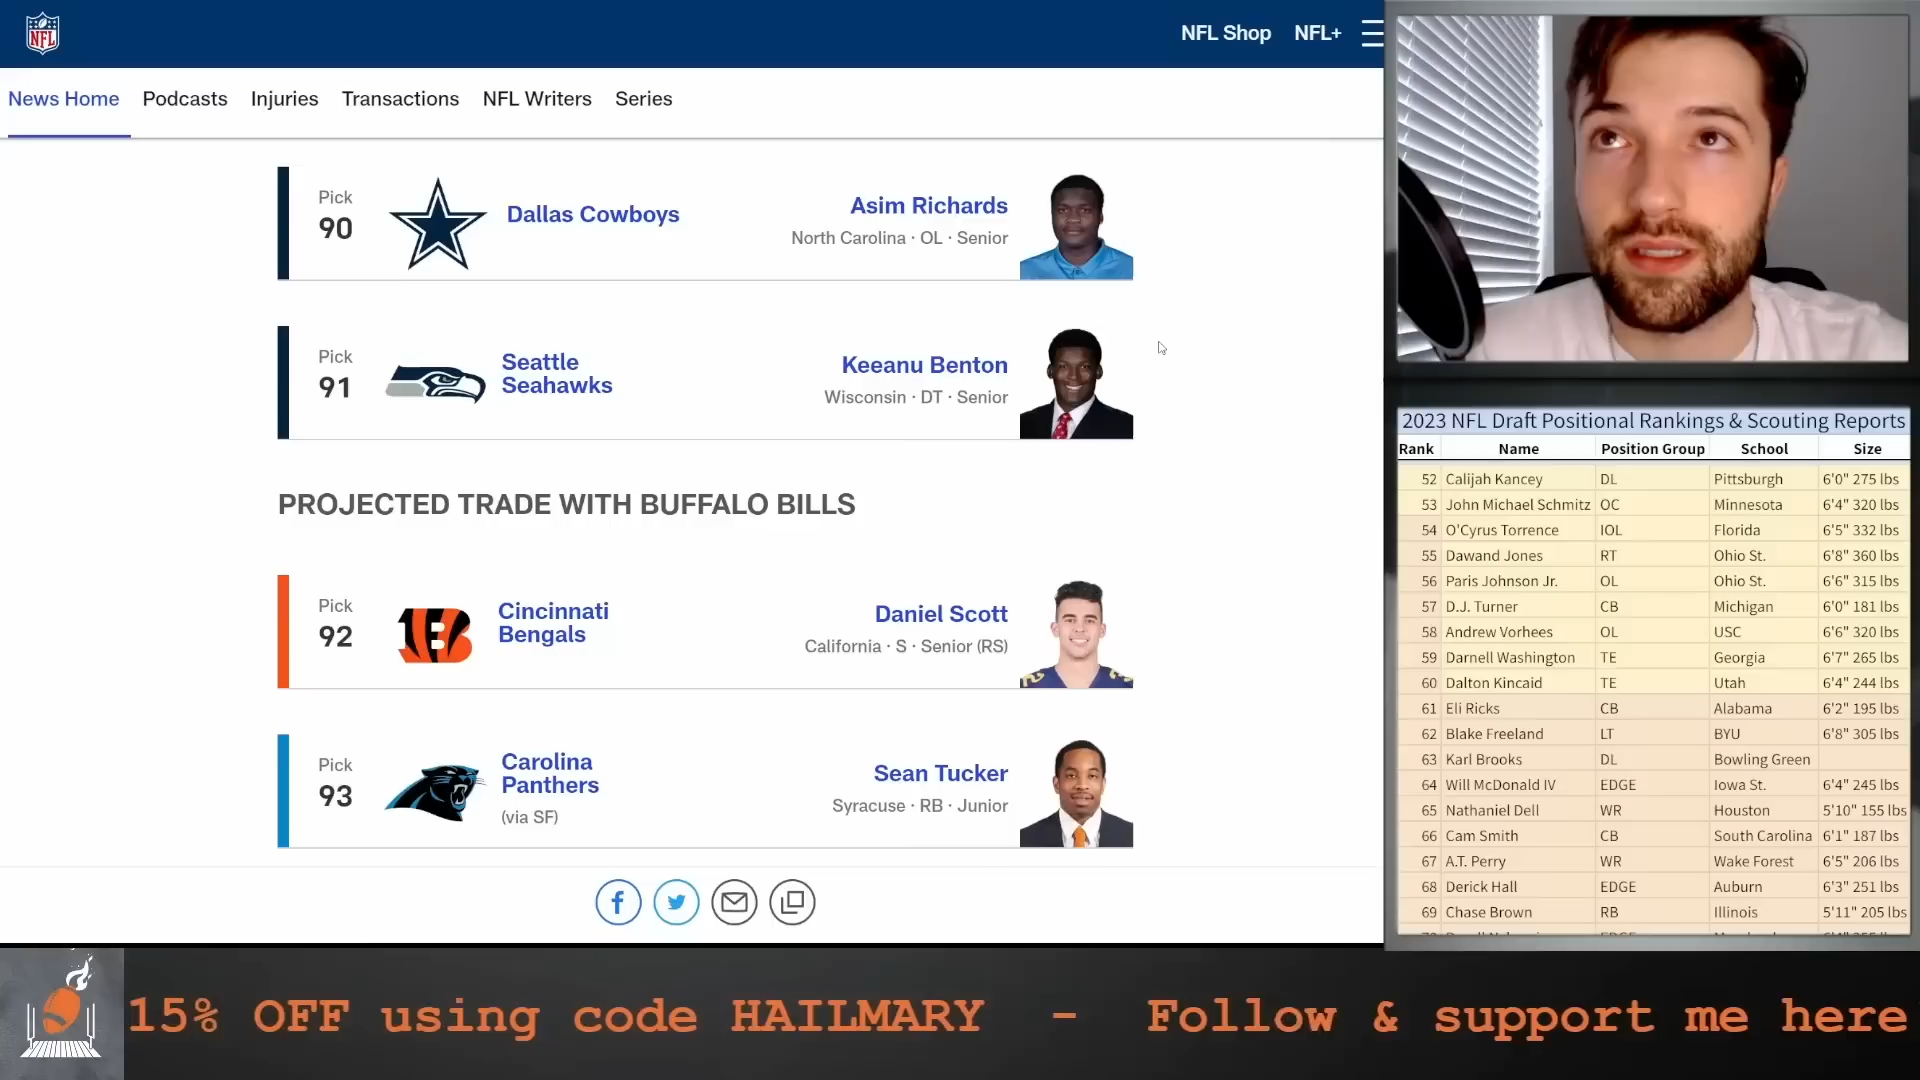 NFL
NFL Shop NFL+
News Home Podcasts Injuries Transactions NFL Writers Series
Pick
90
Dallas Cowboys
Asim Richards
North Carolina · OL · Senior
Pick
91
Seattle
Seahawks
Keeanu Benton
Wisconsin · DT · Senior
PROJECTED TRADE WITH BUFFALO BILLS
Pick
92
B
Cincinnati
Bengals
Daniel Scott
California · S · Senior (RS)
Pick
93
Carolina
Panthers
(via SF)
Sean Tucker
Syracuse · RB · Junior
2023 NFL Draft Positional Rankings & Scouting Reports
Rank Name Position Group School Size
52 Calijah Kancey DL Pittsburgh 6'0" 275 lbs
53 John Michael Schmitz OC Minnesota 6'4" 320 lbs
54 O'Cyrus Torrence IOL Florida 6'5" 332 lbs
55 Dawand Jones RT Ohio St. 6'8" 360 lbs
56 Paris Johnson Jr. OL Ohio St. 6'6" 315 lbs
57 D.J. Turner CB Michigan 6'0" 181 lbs
58 Andrew Vorhees OL USC 6'6" 320 lbs
59 Darnell Washington TE Georgia 6'7" 265 lbs
60 Dalton Kincaid TE Utah 6'4" 244 lbs
61 Eli Ricks CB Alabama 6'2" 195 lbs
62 Blake Freeland LT BYU 6'8" 305 lbs
63 Karl Brooks DL Bowling Green
64 Will McDonald IV EDGE Iowa St. 6'4" 245 lbs
65 Nathaniel Dell WR Houston 5'10" 155 lbs
66 Cam Smith CB South Carolina 6'1" 187 lbs
67 A.T. Perry WR Wake Forest 6'5" 206 lbs
68 Derick Hall EDGE Auburn 6'3" 251 lbs
69 Chase Brown RB Illinois 5'11" 205 lbs
15% OFF using code HAILMARY - Follow & support me here